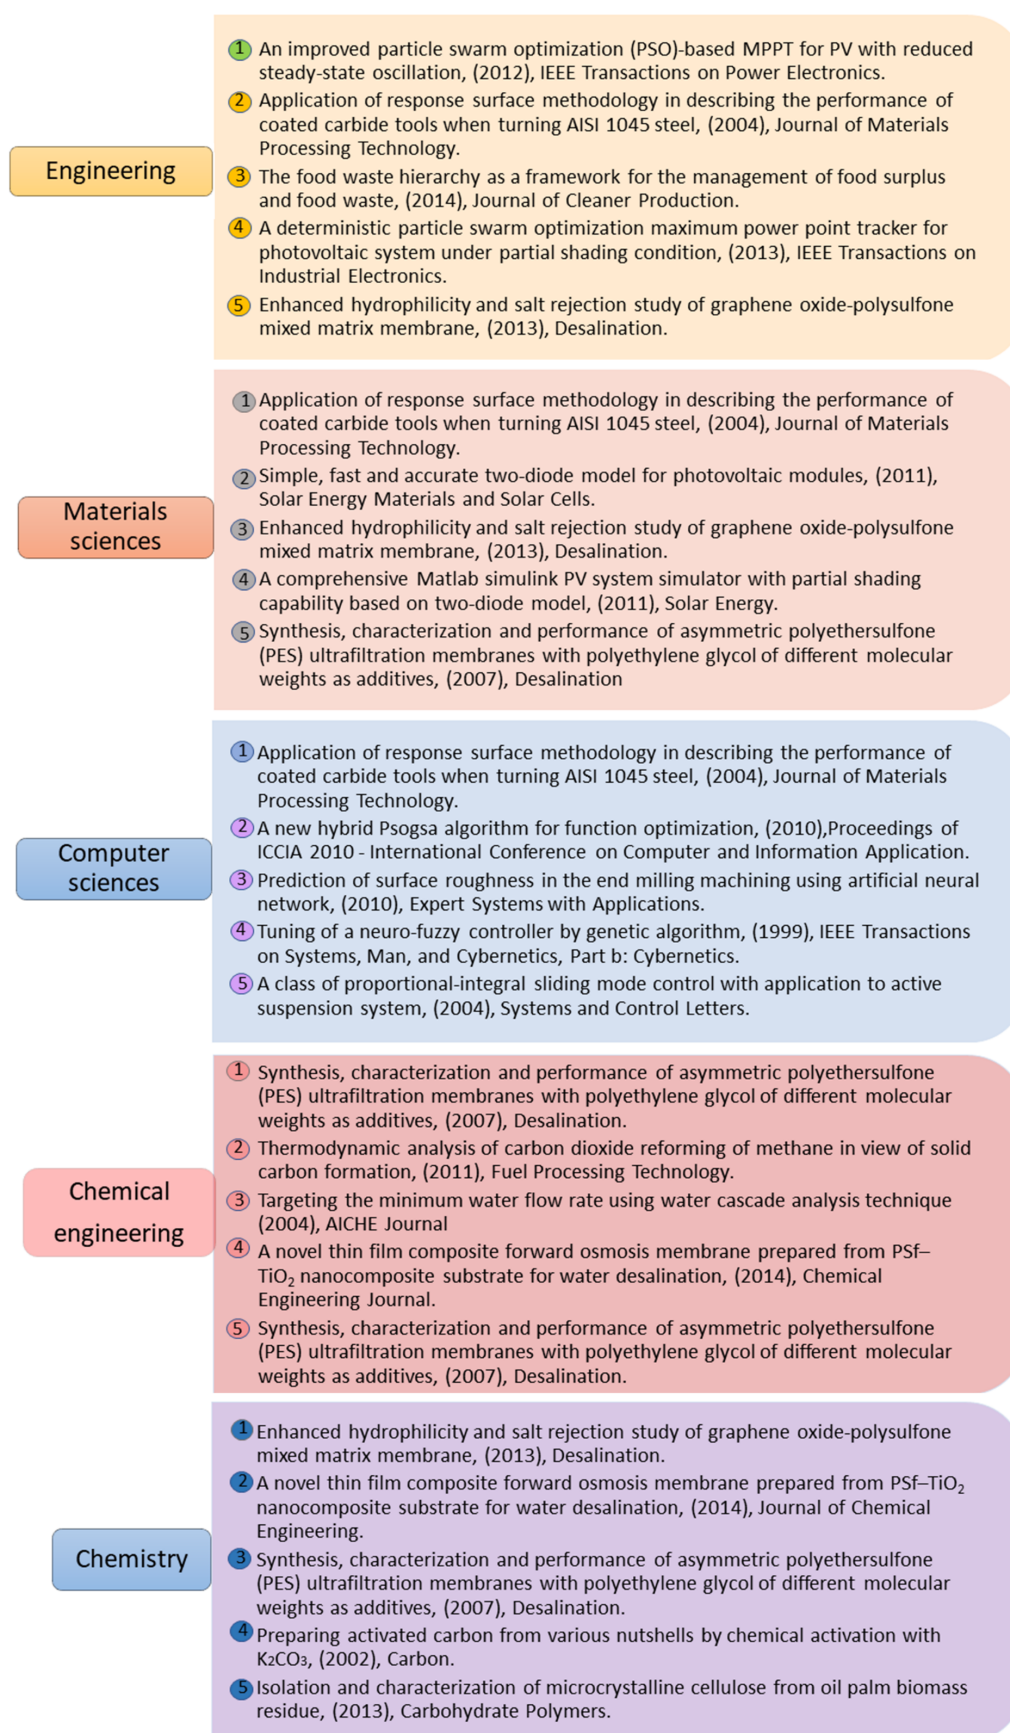 Engineering
1 An improved particle swarm optimization (PSO)-based MPPT for PV with reduced
steady-state oscillation, (2012), IEEE Transactions on Power Electronics.
2 Application of response surface methodology in describing the performance of
coated carbide tools when turning AISI 1045 steel, (2004), Journal of Materials
Processing Technology.
3 The food waste hierarchy as a framework for the management of food surplus
and food waste, (2014), Journal of Cleaner Production.
4 A deterministic particle swarm optimization maximum power point tracker for
photovoltaic system under partial shading condition, (2013), IEEE Transactions on
Industrial Electronics.
5 Enhanced hydrophilicity and salt rejection study of graphene oxide-polysulfone
mixed matrix membrane, (2013), Desalination.
Materials
sciences
1 Application of response surface methodology in describing the performance of
coated carbide tools when turning AISI 1045 steel, (2004), Journal of Materials
Processing Technology.
2 Simple, fast and accurate two-diode model for photovoltaic modules, (2011),
Solar Energy Materials and Solar Cells.
3 Enhanced hydrophilicity and salt rejection study of graphene oxide-polysulfone
mixed matrix membrane, (2013), Desalination.
4 A comprehensive Matlab simulink PV system simulator with partial shading
capability based on two-diode model, (2011), Solar Energy.
5 Synthesis, characterization and performance of asymmetric polyethersulfone
(PES) ultrafiltration membranes with polyethylene glycol of different molecular
weights as additives, (2007), Desalination
Computer
sciences
1 Application of response surface methodology in describing the performance of
coated carbide tools when turning AISI 1045 steel, (2004), Journal of Materials
Processing Technology.
2 A new hybrid Psogsa algorithm for function optimization, (2010),Proceedings of
ICCIA 2010 - International Conference on Computer and Information Application.
3 Prediction of surface roughness in the end milling machining using artificial neural
network, (2010), Expert Systems with Applications.
4 Tuning of a neuro-fuzzy controller by genetic algorithm, (1999), IEEE Transactions
on Systems, Man, and Cybernetics, Part b: Cybernetics.
5 A class of proportional-integral sliding mode control with application to active
suspension system, (2004), Systems and Control Letters.
Chemical
engineering
1 Synthesis, characterization and performance of asymmetric polyethersulfone
(PES) ultrafiltration membranes with polyethylene glycol of different molecular
weights as additives, (2007), Desalination.
2 Thermodynamic analysis of carbon dioxide reforming of methane in view of solid
carbon formation, (2011), Fuel Processing Technology.
3 Targeting the minimum water flow rate using water cascade analysis technique
(2004), AICHE Journal
4 A novel thin film composite forward osmosis membrane prepared from PSf–
TiO₂ nanocomposite substrate for water desalination, (2014), Chemical
Engineering Journal.
5 Synthesis, characterization and performance of asymmetric polyethersulfone
(PES) ultrafiltration membranes with polyethylene glycol of different molecular
weights as additives, (2007), Desalination.
Chemistry
1 Enhanced hydrophilicity and salt rejection study of graphene oxide-polysulfone
mixed matrix membrane, (2013), Desalination.
2 A novel thin film composite forward osmosis membrane prepared from PSf–TiO₂
nanocomposite substrate for water desalination, (2014), Journal of Chemical
Engineering.
3 Synthesis, characterization and performance of asymmetric polyethersulfone
(PES) ultrafiltration membranes with polyethylene glycol of different molecular
weights as additives, (2007), Desalination.
4 Preparing activated carbon from various nutshells by chemical activation with
K₂CO₃, (2002), Carbon.
5 Isolation and characterization of microcrystalline cellulose from oil palm biomass
residue, (2013), Carbohydrate Polymers.